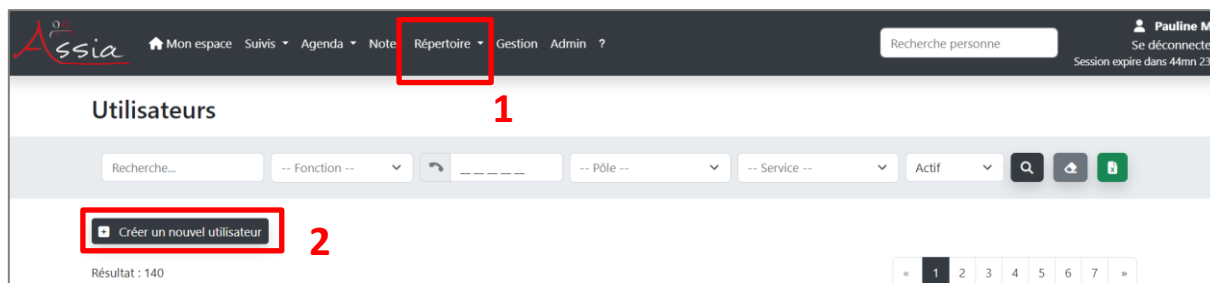 Assia Mon espace Suivis Agenda Note Répertoire Gestion Admin ? Recherche personne Pauline M
Se déconnecte
Session expire dans 44mn 23
1
Utilisateurs
Recherche... -- Fonction -- _ _ _ _ _ -- Pôle -- -- Service -- Actif
Créer un nouvel utilisateur 2
Résultat : 140 « 1 2 3 4 5 6 7 »